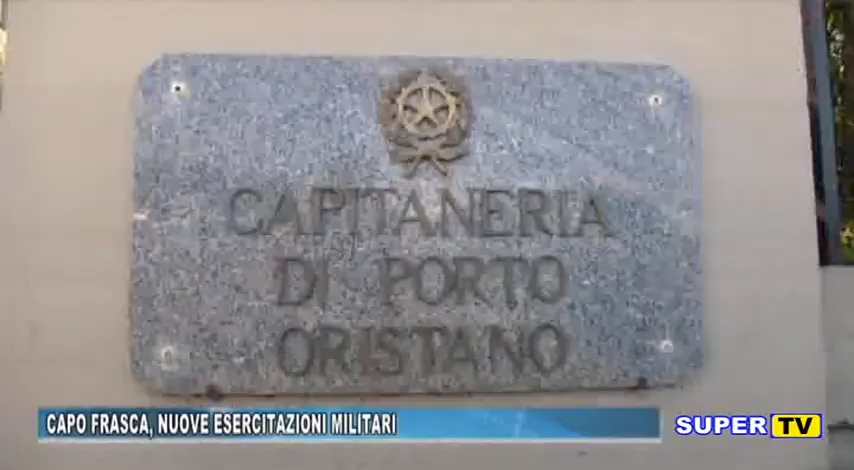 CAPITANERIA
DI PORTO
ORISTANO
CAPO FRASCA, NUOVE ESERCITAZIONI MILITARI
SUPER TV